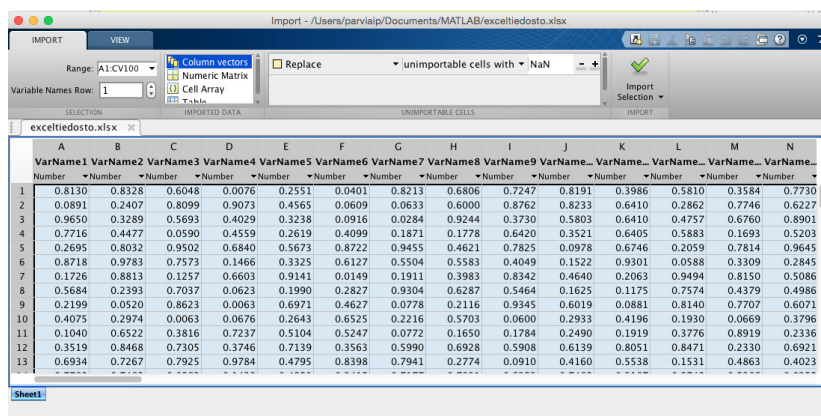 Import - /Users/parviaip/Documents/MATLAB/exceltiedosto.xlsx
IMPORT VIEW
Range: A1:CV100
Variable Names Row: 1
SELECTION
Column vectors
Numeric Matrix
Cell Array
Table
IMPORTED DATA
Replace unimportable cells with NaN - +
UNIMPORTABLE CELLS
Import
Selection
IMPORT
exceltiedosto.xlsx
A B C D E F G H I J K L M N
VarName1 VarName2 VarName3 VarName4 VarName5 VarName6 VarName7 VarName8 VarName9 VarName... VarName... VarName... VarName... VarName...
Number Number Number Number Number Number Number Number Number Number Number Number Number Number
1 0.8130 0.8328 0.6048 0.0076 0.2551 0.0401 0.8213 0.6806 0.7247 0.8191 0.3986 0.5810 0.3584 0.7730
2 0.0891 0.2407 0.8099 0.9073 0.4565 0.0609 0.0633 0.6000 0.8762 0.8233 0.6410 0.2862 0.7746 0.6227
3 0.9650 0.3289 0.5693 0.4029 0.3238 0.0916 0.0284 0.9244 0.3730 0.5803 0.6410 0.4757 0.6760 0.8901
4 0.7716 0.4477 0.0590 0.4559 0.2619 0.4099 0.1871 0.1778 0.6420 0.3521 0.6405 0.5883 0.1693 0.5203
5 0.2695 0.8032 0.9502 0.6840 0.5673 0.8722 0.9455 0.4621 0.7825 0.0978 0.6746 0.2059 0.7814 0.9645
6 0.8718 0.9783 0.7573 0.1466 0.3325 0.6127 0.5504 0.5583 0.4049 0.1522 0.9301 0.0588 0.3309 0.2845
7 0.1726 0.8813 0.1257 0.6603 0.9141 0.0149 0.1911 0.3983 0.8342 0.4640 0.2063 0.9494 0.8150 0.5086
8 0.5684 0.2393 0.7037 0.0623 0.1990 0.2827 0.9304 0.6287 0.5464 0.1625 0.1175 0.7574 0.4379 0.4986
9 0.2199 0.0520 0.8623 0.0063 0.6971 0.4627 0.0778 0.2116 0.9345 0.6019 0.0881 0.8140 0.7707 0.6071
10 0.4075 0.2974 0.0063 0.0676 0.2643 0.6525 0.2216 0.5703 0.0600 0.2933 0.4196 0.1930 0.0669 0.3976
11 0.1040 0.6522 0.3816 0.7237 0.5104 0.5247 0.0772 0.1650 0.1784 0.2490 0.1919 0.3776 0.8919 0.2336
12 0.3519 0.8468 0.7305 0.3746 0.7139 0.3563 0.5990 0.6928 0.5908 0.6139 0.8051 0.8471 0.2330 0.6921
13 0.6934 0.7267 0.7925 0.9784 0.4795 0.8398 0.7941 0.2774 0.0910 0.4160 0.5538 0.1531 0.4863 0.4023
Sheet1